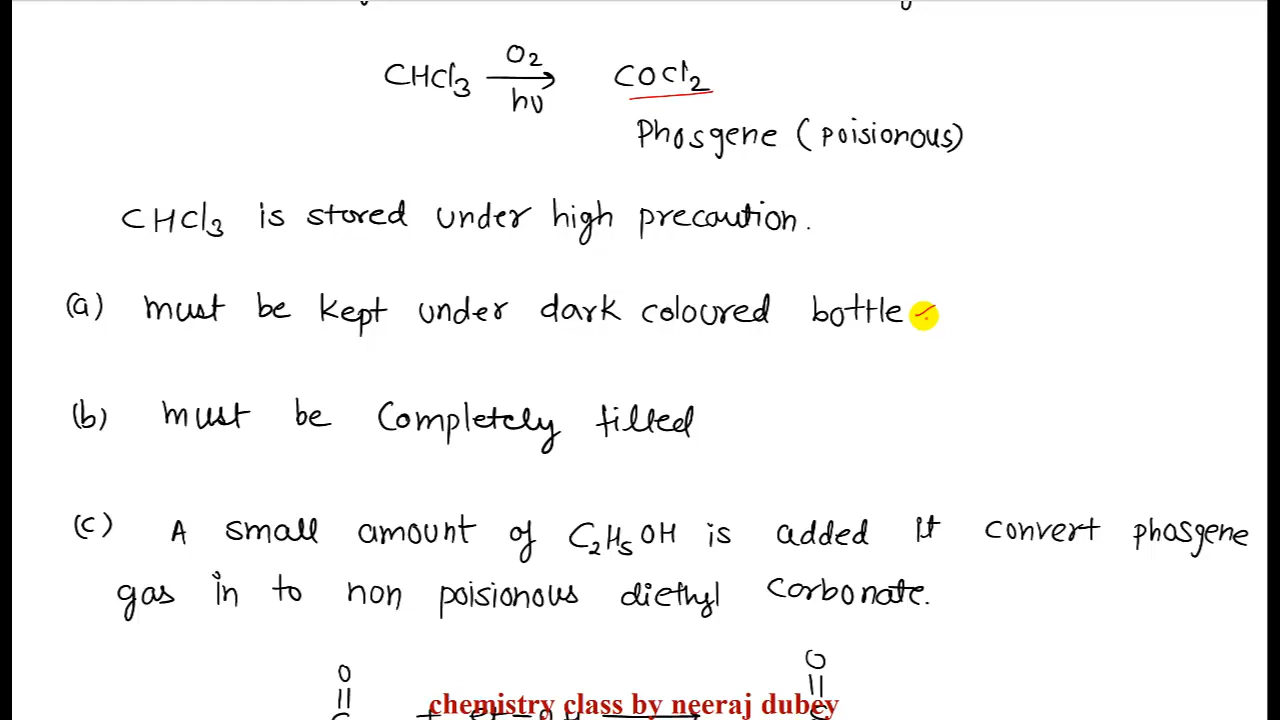 CHCl3 O2 hν COCl2
Phosgene (poisionous)
CHCl3 is stored under high precaution.
(a) must be kept under dark coloured bottle
(b) must be completely filled
(c) A small amount of C2H5OH is added it convert phosgene
gas in to non poisionous diethyl carbonate.
O O
chemistry class by neeraj dubey